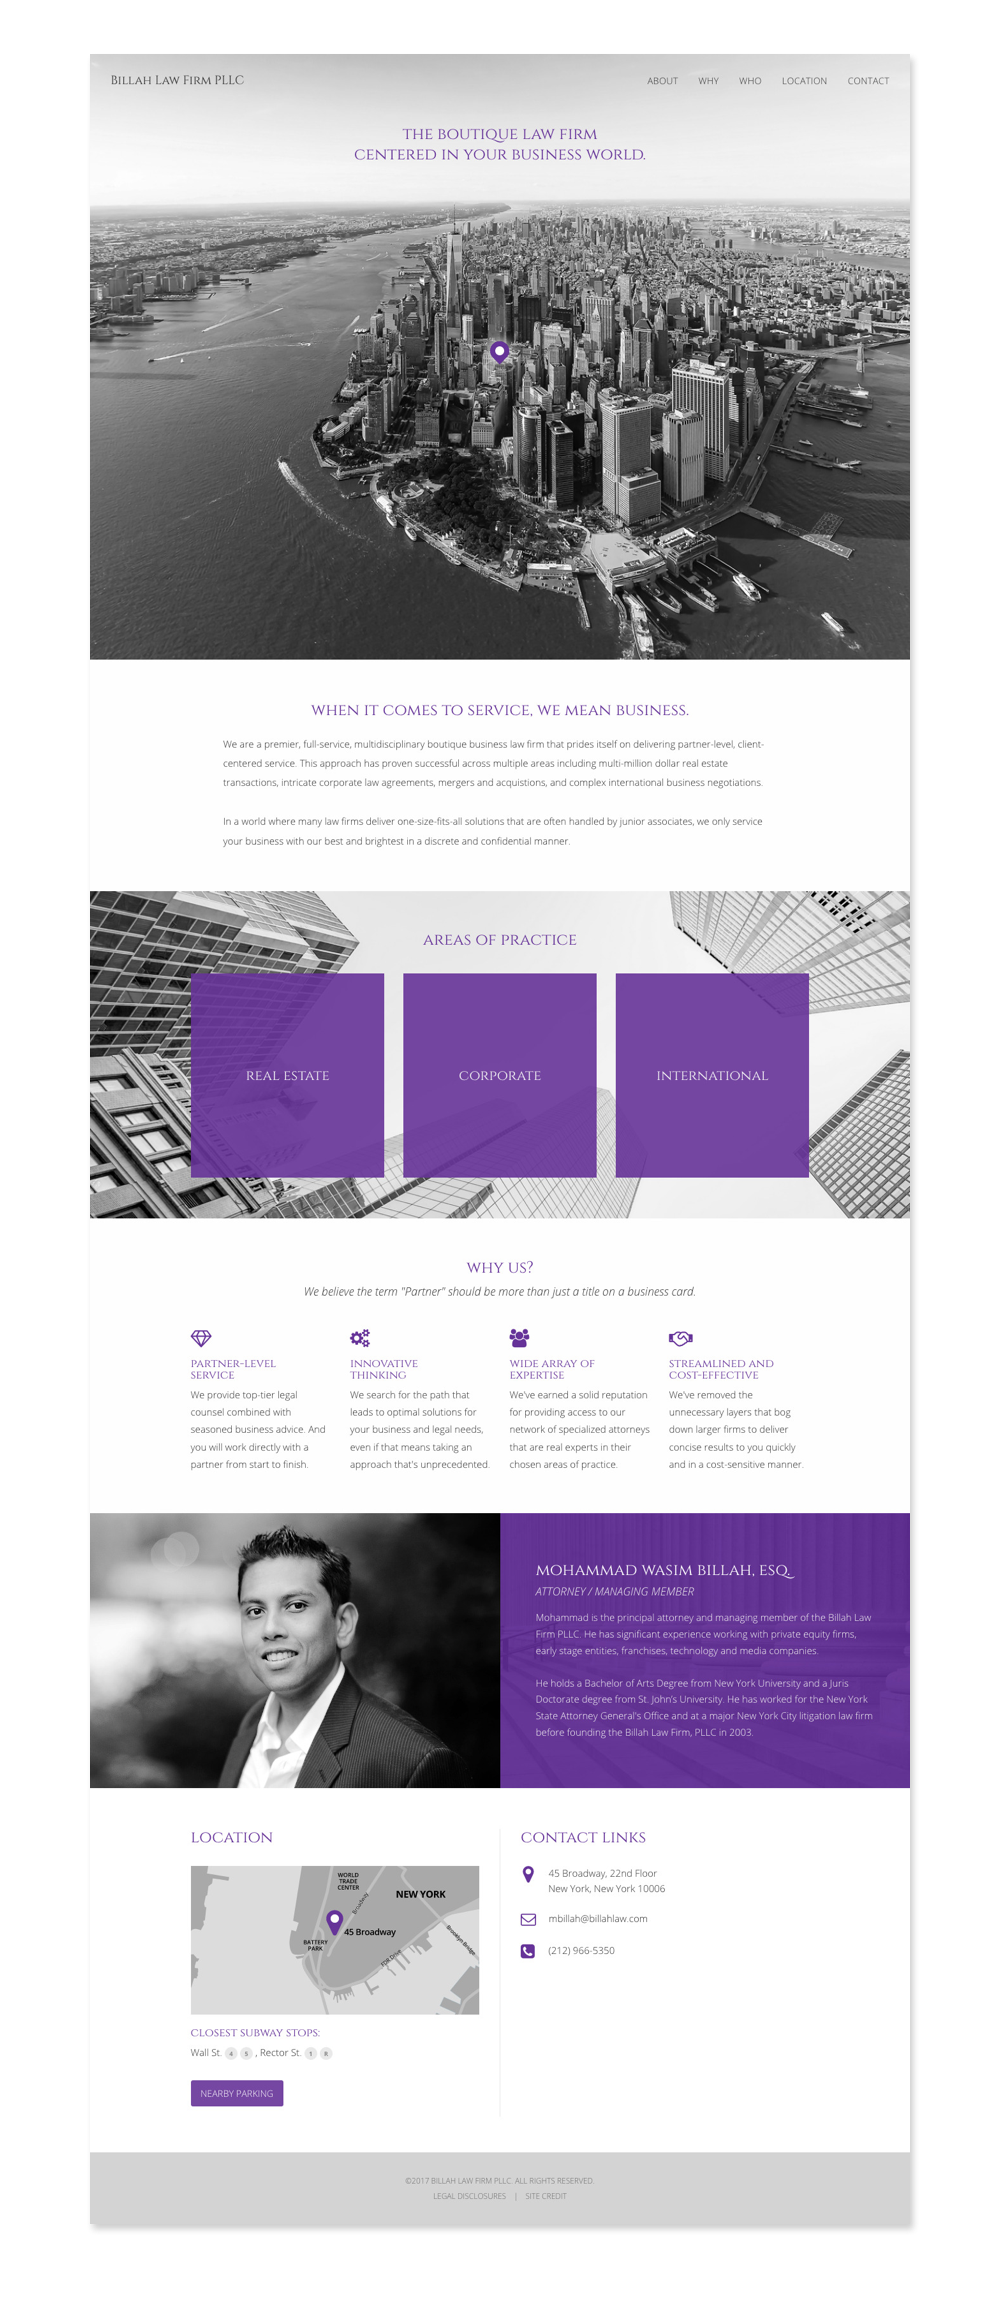 Billah Law Firm PLLC
ABOUT WHY WHO LOCATION CONTACT
THE BOUTIQUE LAW FIRM
CENTERED IN YOUR BUSINESS WORLD.
WHEN IT COMES TO SERVICE, WE MEAN BUSINESS.
We are a premier, full-service, multidisciplinary boutique business law firm that prides itself on delivering partner-level, client-
centered service. This approach has proven successful across multiple areas including multi-million dollar real estate
transactions, intricate corporate law agreements, mergers and acquistions, and complex international business negotiations.
In a world where many law firms deliver one-size-fits-all solutions that are often handled by junior associates, we only service
your business with our best and brightest in a discrete and confidential manner.
AREAS OF PRACTICE
REAL ESTATE
CORPORATE
INTERNATIONAL
WHY US?
We believe the term "Partner" should be more than just a title on a business card.
PARTNER-LEVEL
SERVICE
We provide top-tier legal
counsel combined with
seasoned business advice. And
you will work directly with a
partner from start to finish.
INNOVATIVE
THINKING
We search for the path that
leads to optimal solutions for
your business and legal needs,
even if that means taking an
approach that's unprecedented.
WIDE ARRAY OF
EXPERTISE
We've earned a solid reputation
for providing access to our
network of specialized attorneys
that are real experts in their
chosen areas of practice.
STREAMLINED AND
COST-EFFECTIVE
We've removed the
unnecessary layers that bog
down larger firms to deliver
concise results to you quickly
and in a cost-sensitive manner.
MOHAMMAD WASIM BILLAH, ESQ.
ATTORNEY / MANAGING MEMBER
Mohammad is the principal attorney and managing member of the Billah Law
Firm PLLC. He has significant experience working with private equity firms,
early stage entities, franchises, technology and media companies.
He holds a Bachelor of Arts Degree from New York University and a Juris
Doctorate degree from St. John's University. He has worked for the New York
State Attorney General's Office and at a major New York City litigation law firm
before founding the Billah Law Firm, PLLC in 2003.
LOCATION
WORLD
TRADE
CENTER
NEW YORK
Broadway
45 Broadway
BATTERY
PARK
FDR Drive
Brooklyn Bridge
CLOSEST SUBWAY STOPS:
Wall St. 4 5 , Rector St. 1 R
NEARBY PARKING
CONTACT LINKS
45 Broadway, 22nd Floor
New York, New York 10006
mbillah@billahlaw.com
(212) 966-5350
©2017 BILLAH LAW FIRM PLLC. ALL RIGHTS RESERVED.
LEGAL DISCLOSURES | SITE CREDIT